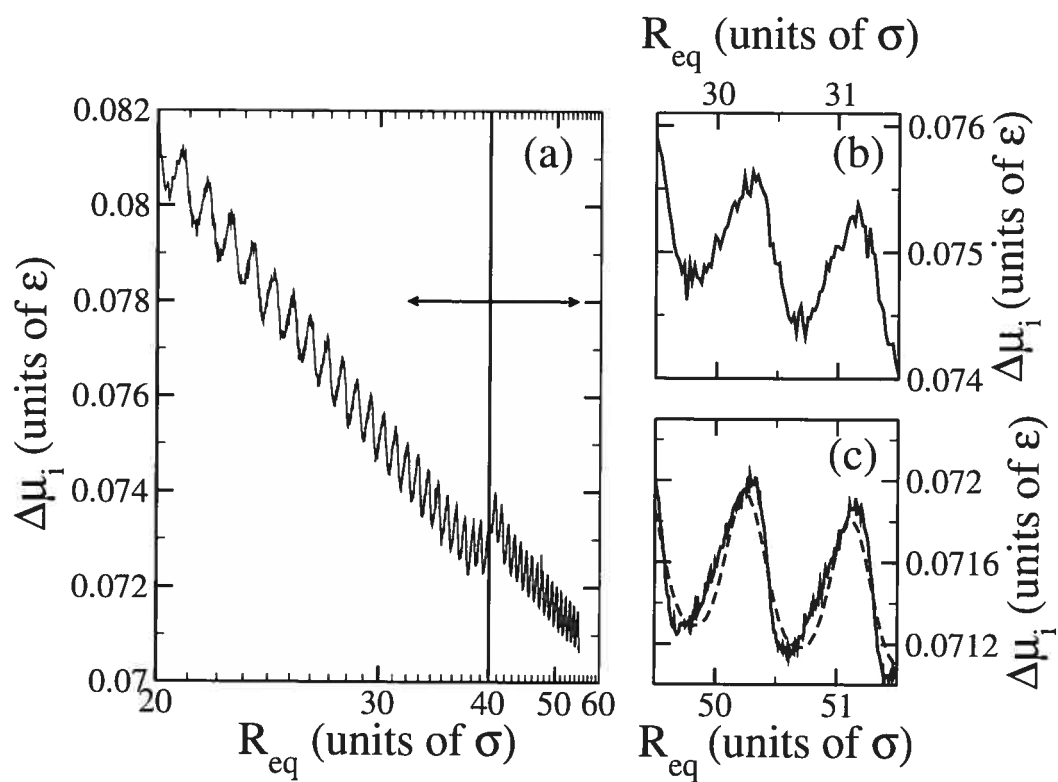 0.082
0.08
0.078
0.076
0.074
0.072
0.07
Δμ_i (units of ε)
(a)
20
30
40
50
60
R_eq (units of σ)
R_eq (units of σ)
30
31
(b)
0.076
0.075
0.074
Δμ_i (units of ε)
(c)
0.072
0.0716
0.0712
Δμ_i (units of ε)
50
51
R_eq (units of σ)